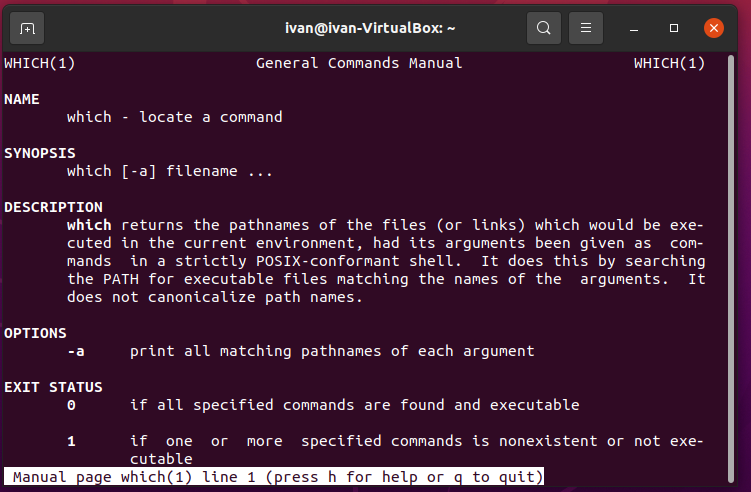 ivan@ivan-VirtualBox: ~
WHICH(1) General Commands Manual WHICH(1)
NAME
which - locate a command
SYNOPSIS
which [-a] filename ...
DESCRIPTION
which returns the pathnames of the files (or links) which would be exe-
cuted in the current environment, had its arguments been given as com-
mands in a strictly POSIX-conformant shell. It does this by searching
the PATH for executable files matching the names of the arguments. It
does not canonicalize path names.
OPTIONS
-a print all matching pathnames of each argument
EXIT STATUS
0 if all specified commands are found and executable
1 if one or more specified commands is nonexistent or not exe-
cutable
Manual page which(1) line 1 (press h for help or q to quit)